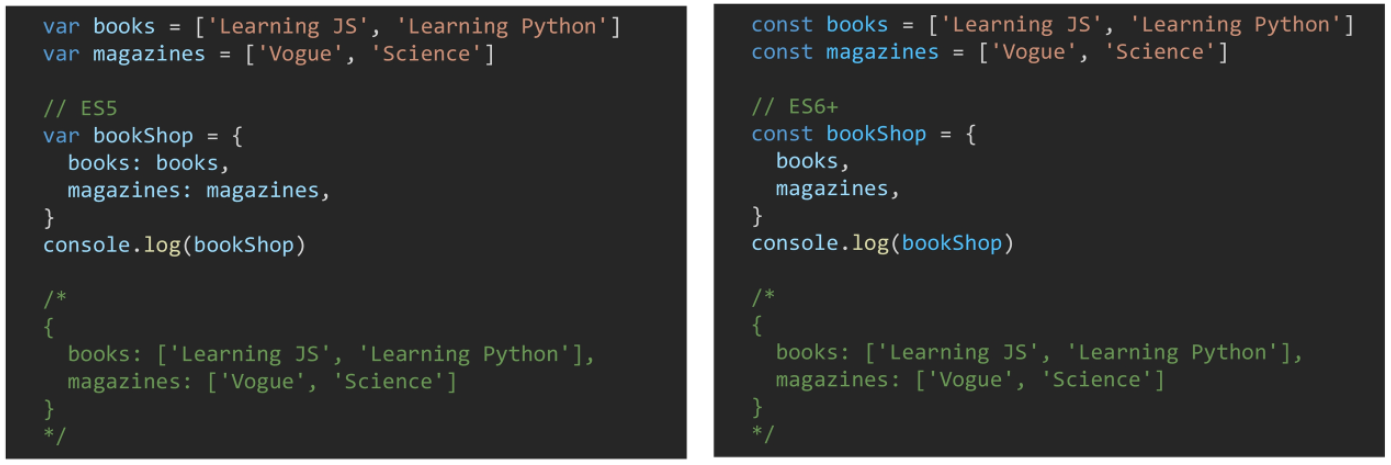 var books = ['Learning JS', 'Learning Python']
var magazines = ['Vogue', 'Science']

// ES5
var bookShop = {
  books: books,
  magazines: magazines,
}
console.log(bookShop)

/*
{
  books: ['Learning JS', 'Learning Python'],
  magazines: ['Vogue', 'Science']
}
*/

const books = ['Learning JS', 'Learning Python']
const magazines = ['Vogue', 'Science']

// ES6+
const bookShop = {
  books,
  magazines,
}
console.log(bookShop)

/*
{
  books: ['Learning JS', 'Learning Python'],
  magazines: ['Vogue', 'Science']
}
*/